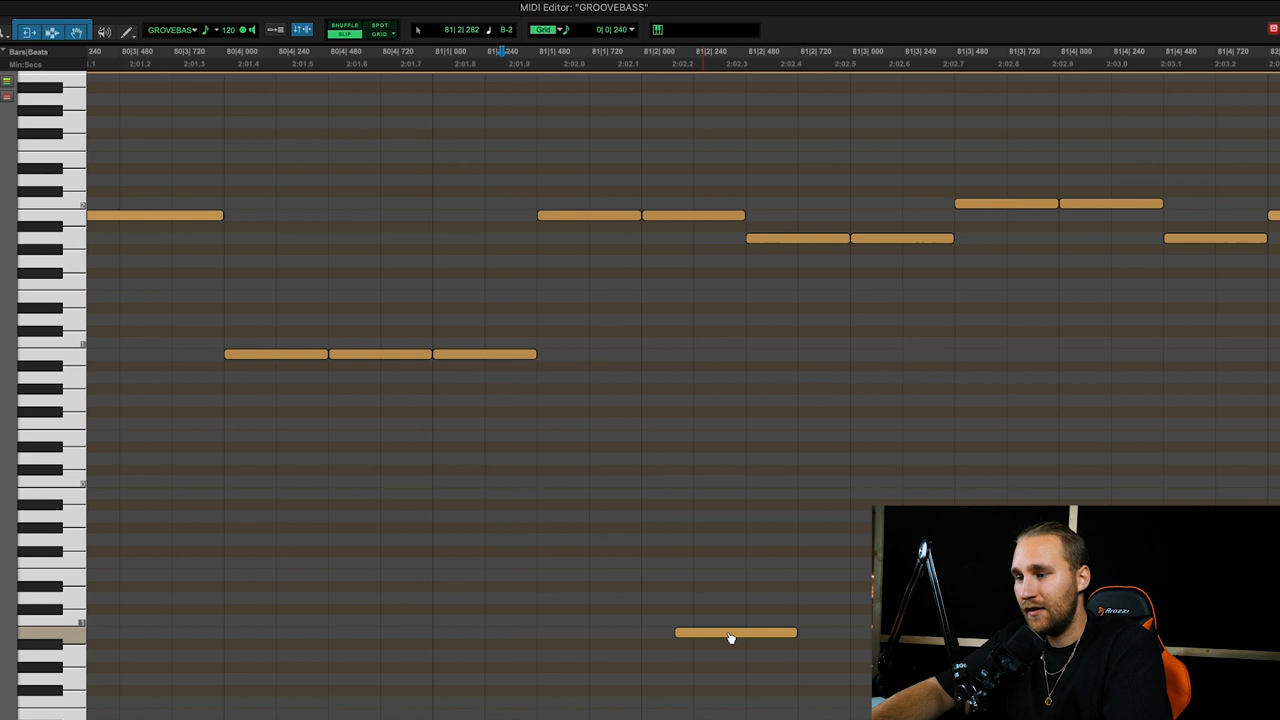 MIDI Editor: "GROOVEBASS"
GROVEBAS 120 SHUFFLE SPOT SLIP GRID 81| 2| 282 B-2 Grid 0| 0| 240
Bars|Beats 240 80|3| 480 80|3| 720 80|4| 000 80|4| 240 80|4| 480 80|4| 720 81|1| 000 240 81|1| 480 81|1| 720 81|2| 000 81|2| 240 81|2| 480 81|2| 720 81|3| 000 81|3| 240 81|3| 480 81|3| 720 81|4| 000 81|4| 240 81|4| 480 81|4| 720
Min:Secs 2:01.2 2:01.3 2:01.4 2:01.5 2:01.6 2:01.7 2:01.8 2:01.9 2:02.0 2:02.1 2:02.2 2:02.3 2:02.4 2:02.5 2:02.6 2:02.7 2:02.8 2:02.9 2:03.0 2:03.1 2:03.2
Arozzi